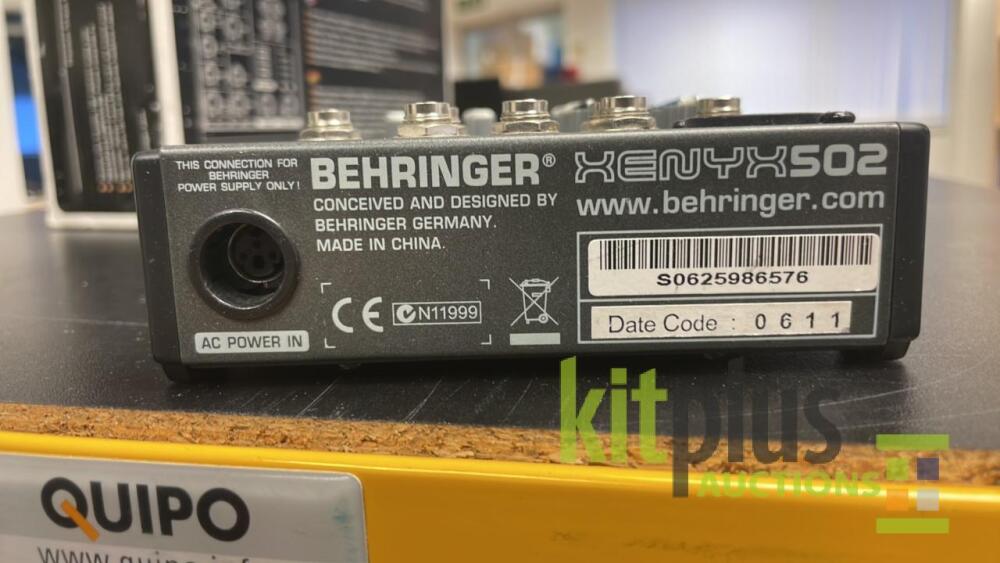 THIS CONNECTION FOR
BEHRINGER
POWER SUPPLY ONLY!
BEHRINGER®
CONCEIVED AND DESIGNED BY
BEHRINGER GERMANY.
MADE IN CHINA.
XENYX502
www.behringer.com
S0625986576
Date Code : 0611
CE
N11999
AC POWER IN
kitplus
AUCTIONS
QUIPO